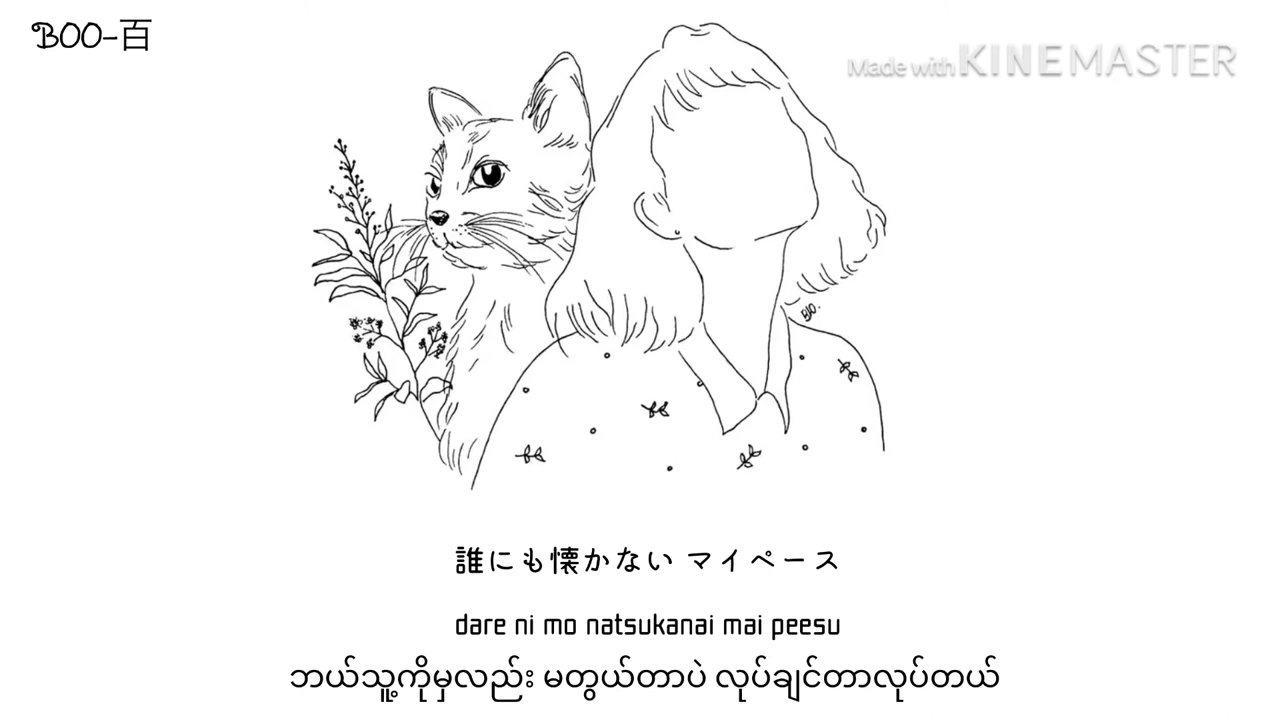 BOO-百
Made with KINEMASTER
誰にも懐かない マイペース
dare ni mo natsukanai mai peesu
ဘယ်သူ့ကိုမှလည်း မတွယ်တာပဲ လုပ်ချင်တာလုပ်တယ်